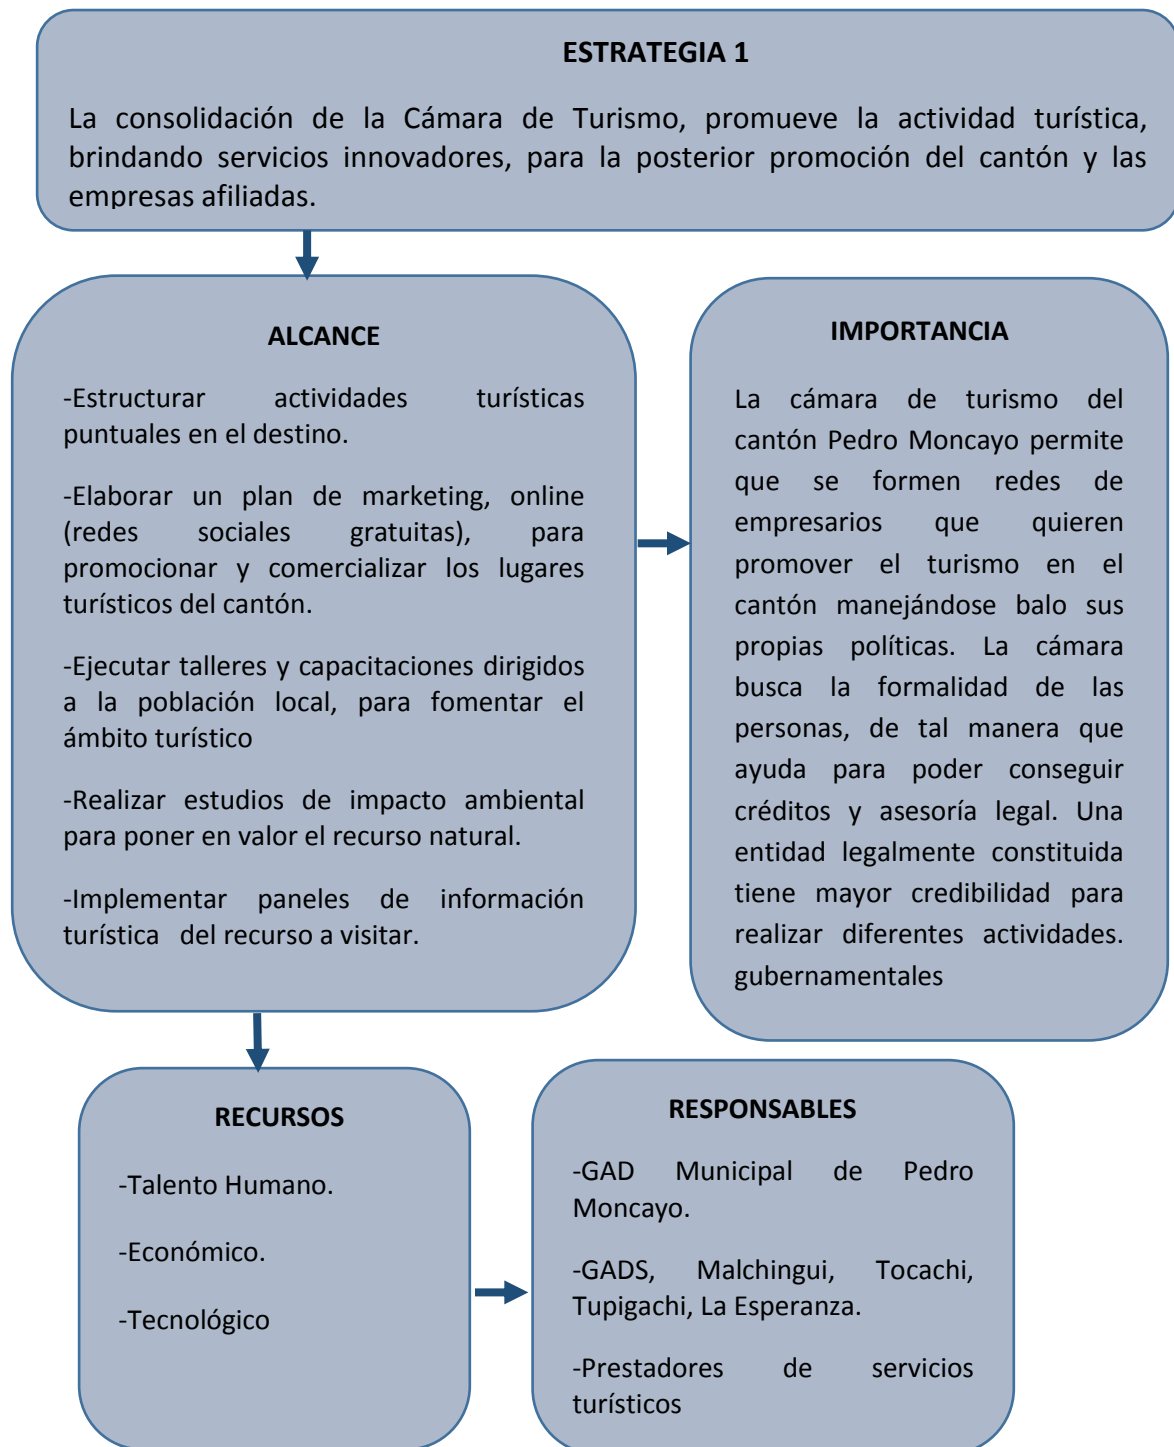 ESTRATEGIA 1
La consolidación de la Cámara de Turismo, promueve la actividad turística,
brindando servicios innovadores, para la posterior promoción del cantón y las
empresas afiliadas.
ALCANCE
-Estructurar actividades turísticas
puntuales en el destino.
-Elaborar un plan de marketing, online
(redes sociales gratuitas), para
promocionar y comercializar los lugares
turísticos del cantón.
-Ejecutar talleres y capacitaciones dirigidos
a la población local, para fomentar el
ámbito turístico
-Realizar estudios de impacto ambiental
para poner en valor el recurso natural.
-Implementar paneles de información
turística del recurso a visitar.
IMPORTANCIA
La cámara de turismo del
cantón Pedro Moncayo permite
que se formen redes de
empresarios que quieren
promover el turismo en el
cantón manejándose balo sus
propias políticas. La cámara
busca la formalidad de las
personas, de tal manera que
ayuda para poder conseguir
créditos y asesoría legal. Una
entidad legalmente constituida
tiene mayor credibilidad para
realizar diferentes actividades.
gubernamentales
RECURSOS
-Talento Humano.
-Económico.
-Tecnológico
RESPONSABLES
-GAD Municipal de Pedro
Moncayo.
-GADS, Malchingui, Tocachi,
Tupigachi, La Esperanza.
-Prestadores de servicios
turísticos